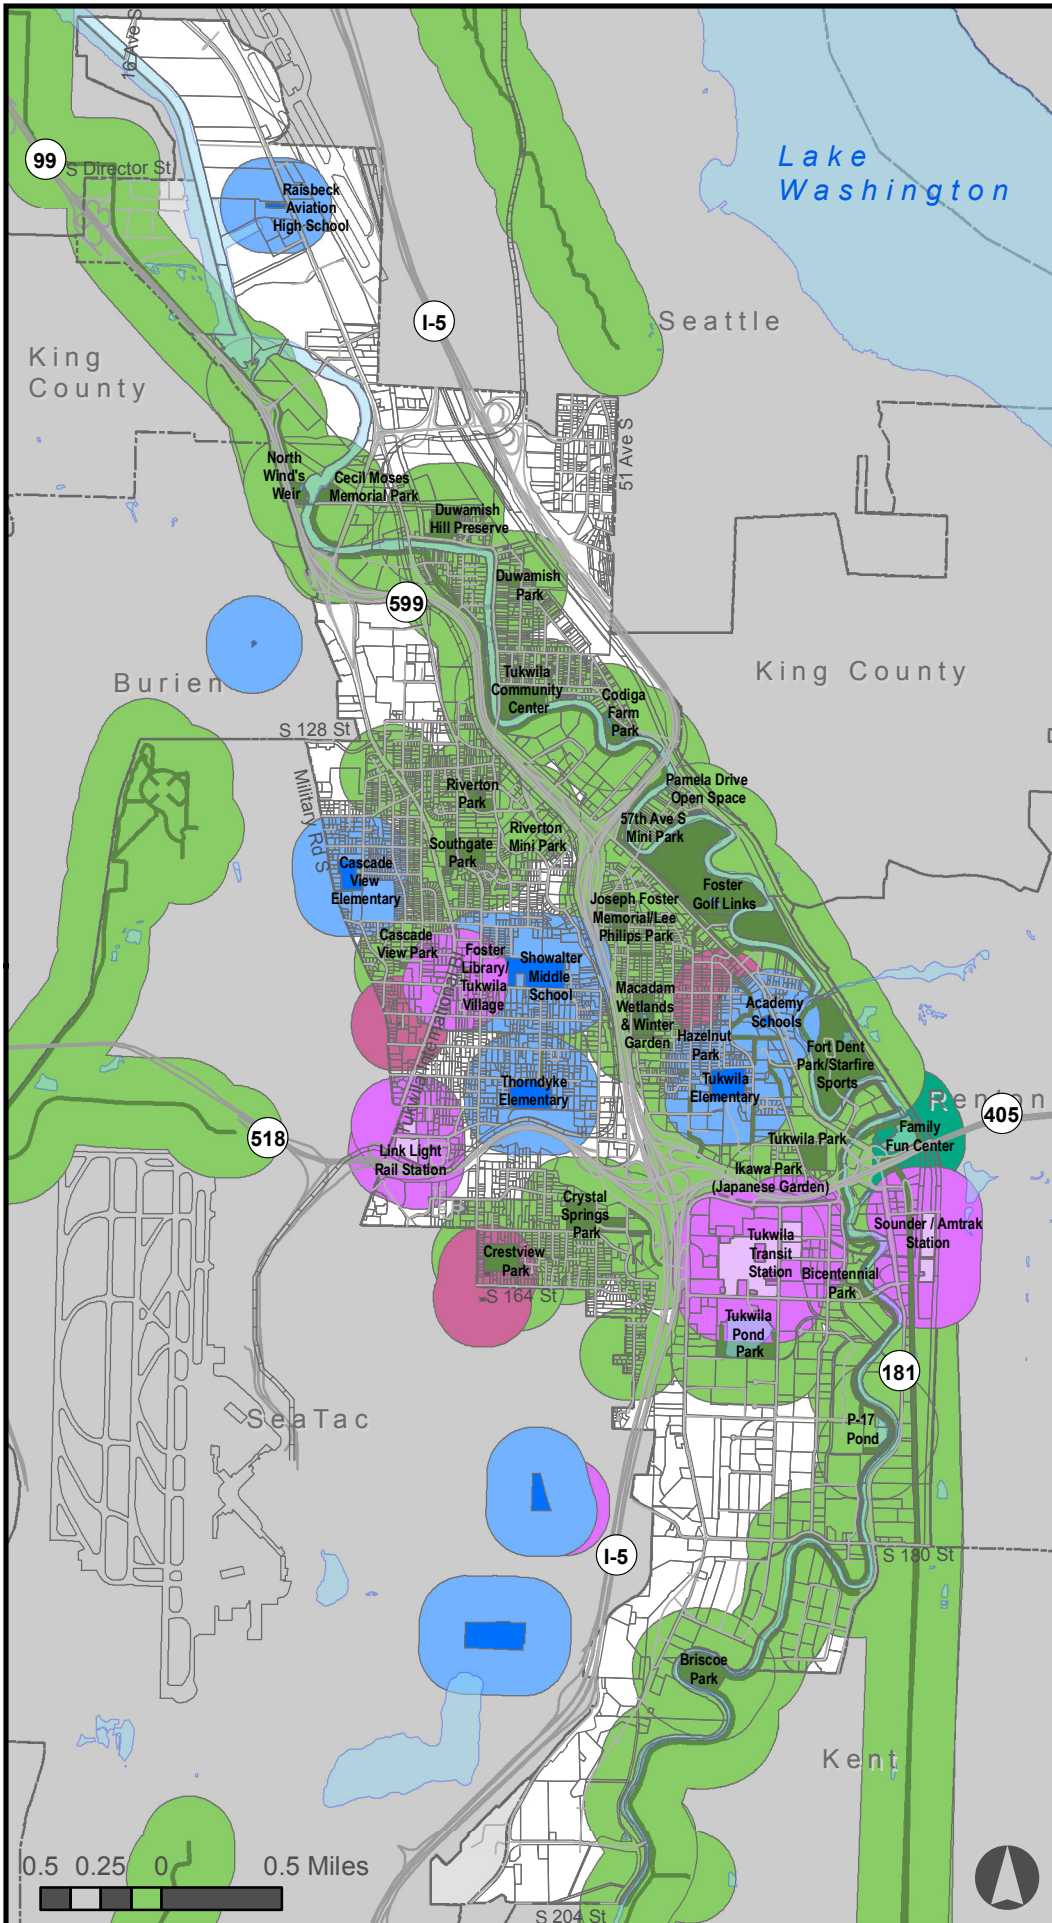 16 Ave S
99
S Director St
Lake
Washington
Raisbeck
Aviation
High School
I-5
Seattle
King
County
51 Ave S
North
Wind's
Weir
Cecil Moses
Memorial Park
Duwamish
Hill Preserve
Duwamish
Park
599
Burien
King County
Tukwila
Community
Center
Codiga
Farm
Park
S 128 St
Military Rd S
Riverton
Park
Pamela Drive
Open Space
57th Ave S
Mini Park
Riverton
Mini Park
Southgate
Park
Cascade
View
Elementary
Foster
Golf Links
Joseph Foster
Memorial/Lee
Philips Park
Cascade
View Park
Foster
Library/
Tukwila
Village
Showalter
Middle
School
Macadam
Wetlands
& Winter
Garden
Academy
Schools
Hazelnut
Park
Fort Dent
Park/Starfire
Sports
Tukwila International B
Thorndyke
Elementary
Tukwila
Elementary
Renton
405
Family
Fun Center
518
Tukwila Park
Link Light
Rail Station
Ikawa Park
(Japanese Garden)
Crystal
Springs
Park
Sounder / Amtrak
Station
Tukwila
Transit
Station
Crestview
Park
Bicentennial
Park
S 164 St
Tukwila
Pond
Park
181
SeaTac
P-17
Pond
I-5
S 180 St
Briscoe
Park
Kent
0.5 0.25 0 0.5 Miles
S 204 St